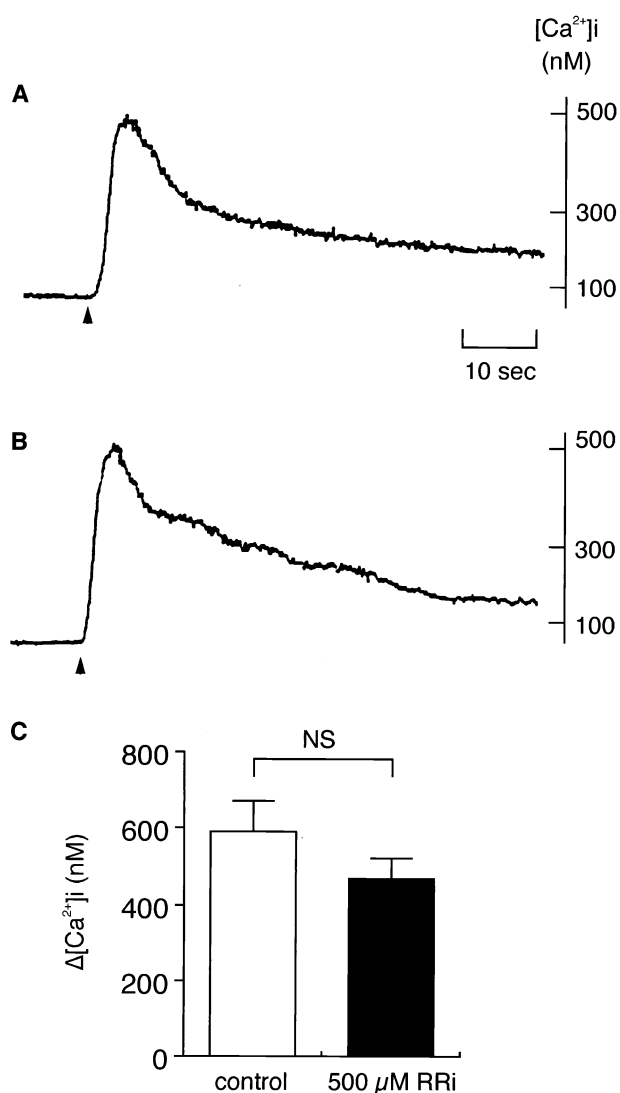 [Ca²⁺]i
(nM)
A
500
300
100
10 sec
B
500
300
100
C
NS
800
600
400
200
0
Δ[Ca²⁺]i (nM)
control
500 µM RRi